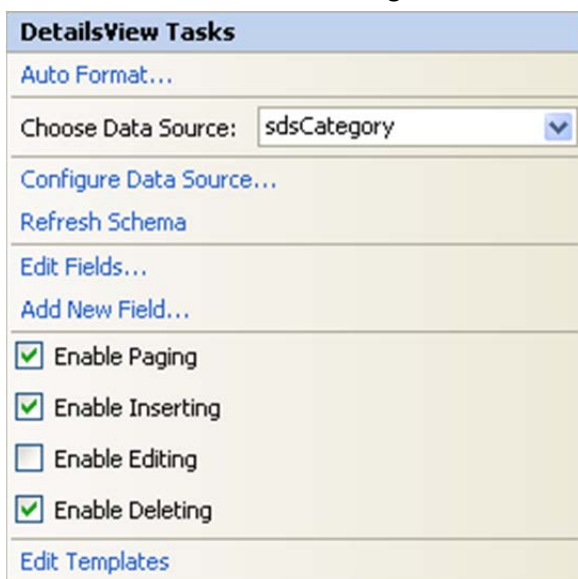 DetailsView Tasks
Auto Format...
Choose Data Source: sdsCategory
Configure Data Source...
Refresh Schema
Edit Fields...
Add New Field...
Enable Paging
Enable Inserting
Enable Editing
Enable Deleting
Edit Templates